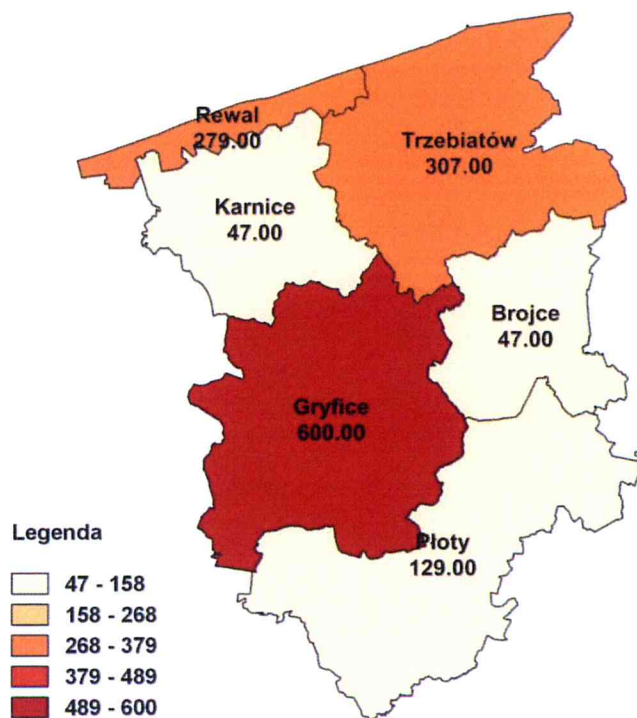 Rewal
279.00
Trzebiatów
307.00
Karnice
47.00
Brojce
47.00
Gryfice
600.00
Płoty
129.00
Legenda
47 - 158
158 - 268
268 - 379
379 - 489
489 - 600